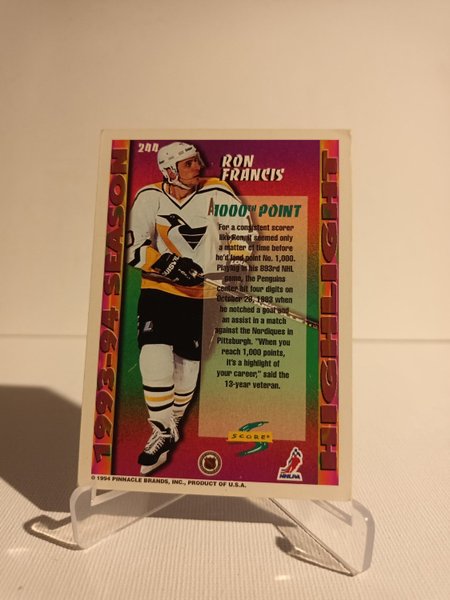 244
RON
FRANCIS
1000TH POINT
For a consistent scorer
like Ron, it seemed only
a matter of time before
he'd land point No. 1,000.
Playing in his 893rd NHL
game, the Penguins
center hit four digits on
October 28, 1993 when
he notched a goal and
an assist in a match
against the Nordiques in
Pittsburgh. "When you
reach 1,000 points,
it's a highlight of
your career," said the
13-year veteran.
SCORE
NHLPA
© 1994 PINNACLE BRANDS, INC., PRODUCT OF U.S.A.
1993-94 SEASON
HIGHLIGHT